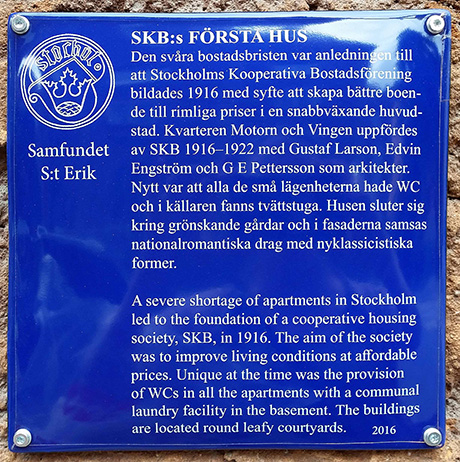 SKB:s FÖRSTA HUS
Den svåra bostadsbristen var anledningen till
att Stockholms Kooperativa Bostadsförening
bildades 1916 med syfte att skapa bättre boen-
de till rimliga priser i en snabbväxande huvud-
stad. Kvarteren Motorn och Vingen uppfördes
av SKB 1916–1922 med Gustaf Larson, Edvin
Engström och G E Pettersson som arkitekter.
Nytt var att alla de små lägenheterna hade WC
och i källaren fanns tvättstuga. Husen sluter sig
kring grönskande gårdar och i fasaderna samsas
nationalromantiska drag med nyklassicistiska
former.
stochol
Samfundet
S:t Erik
A severe shortage of apartments in Stockholm
led to the foundation of a cooperative housing
society, SKB, in 1916. The aim of the society
was to improve living conditions at affordable
prices. Unique at the time was the provision
of WCs in all the apartments with a communal
laundry facility in the basement. The buildings
are located round leafy courtyards. 2016